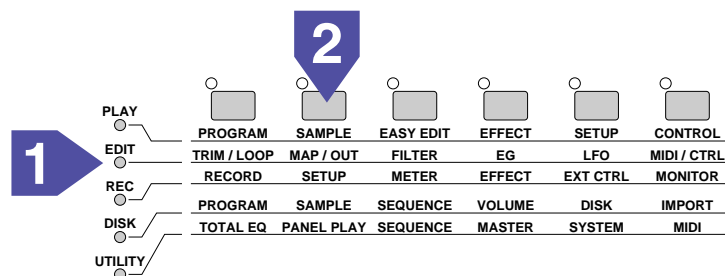 2
PLAY
PROGRAM SAMPLE EASY EDIT EFFECT SETUP CONTROL
1
EDIT
TRIM / LOOP MAP / OUT FILTER EG LFO MIDI / CTRL
REC
RECORD SETUP METER EFFECT EXT CTRL MONITOR
DISK
PROGRAM SAMPLE SEQUENCE VOLUME DISK IMPORT
UTILITY
TOTAL EQ PANEL PLAY SEQUENCE MASTER SYSTEM MIDI